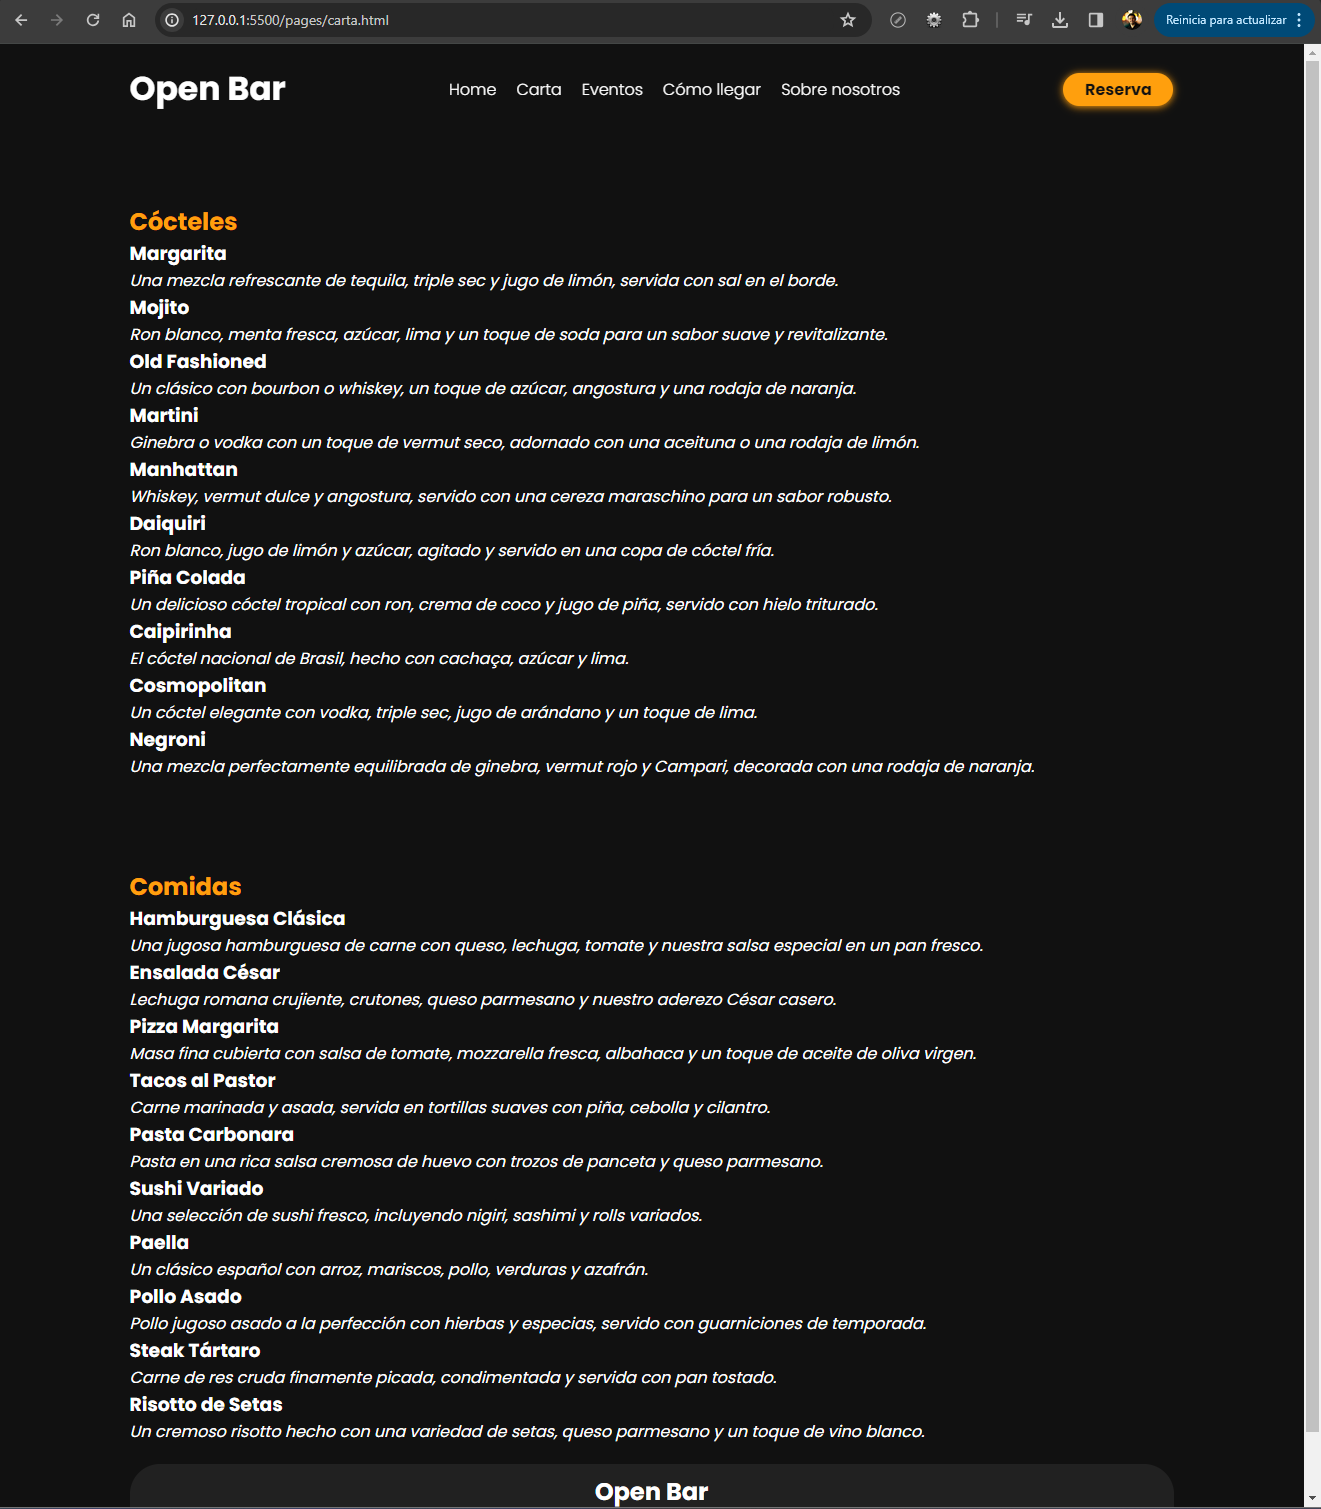 127.0.0.1:5500/pages/carta.html
Reinicia para actualizar
Open Bar
Home Carta Eventos Cómo llegar Sobre nosotros
Reserva
Cócteles
Margarita
Una mezcla refrescante de tequila, triple sec y jugo de limón, servida con sal en el borde.
Mojito
Ron blanco, menta fresca, azúcar, lima y un toque de soda para un sabor suave y revitalizante.
Old Fashioned
Un clásico con bourbon o whiskey, un toque de azúcar, angostura y una rodaja de naranja.
Martini
Ginebra o vodka con un toque de vermut seco, adornado con una aceituna o una rodaja de limón.
Manhattan
Whiskey, vermut dulce y angostura, servido con una cereza maraschino para un sabor robusto.
Daiquiri
Ron blanco, jugo de limón y azúcar, agitado y servido en una copa de cóctel fría.
Piña Colada
Un delicioso cóctel tropical con ron, crema de coco y jugo de piña, servido con hielo triturado.
Caipirinha
El cóctel nacional de Brasil, hecho con cachaça, azúcar y lima.
Cosmopolitan
Un cóctel elegante con vodka, triple sec, jugo de arándano y un toque de lima.
Negroni
Una mezcla perfectamente equilibrada de ginebra, vermut rojo y Campari, decorada con una rodaja de naranja.
Comidas
Hamburguesa Clásica
Una jugosa hamburguesa de carne con queso, lechuga, tomate y nuestra salsa especial en un pan fresco.
Ensalada César
Lechuga romana crujiente, crutones, queso parmesano y nuestro aderezo César casero.
Pizza Margarita
Masa fina cubierta con salsa de tomate, mozzarella fresca, albahaca y un toque de aceite de oliva virgen.
Tacos al Pastor
Carne marinada y asada, servida en tortillas suaves con piña, cebolla y cilantro.
Pasta Carbonara
Pasta en una rica salsa cremosa de huevo con trozos de panceta y queso parmesano.
Sushi Variado
Una selección de sushi fresco, incluyendo nigiri, sashimi y rolls variados.
Paella
Un clásico español con arroz, mariscos, pollo, verduras y azafrán.
Pollo Asado
Pollo jugoso asado a la perfección con hierbas y especias, servido con guarniciones de temporada.
Steak Tártaro
Carne de res cruda finamente picada, condimentada y servida con pan tostado.
Risotto de Setas
Un cremoso risotto hecho con una variedad de setas, queso parmesano y un toque de vino blanco.
Open Bar